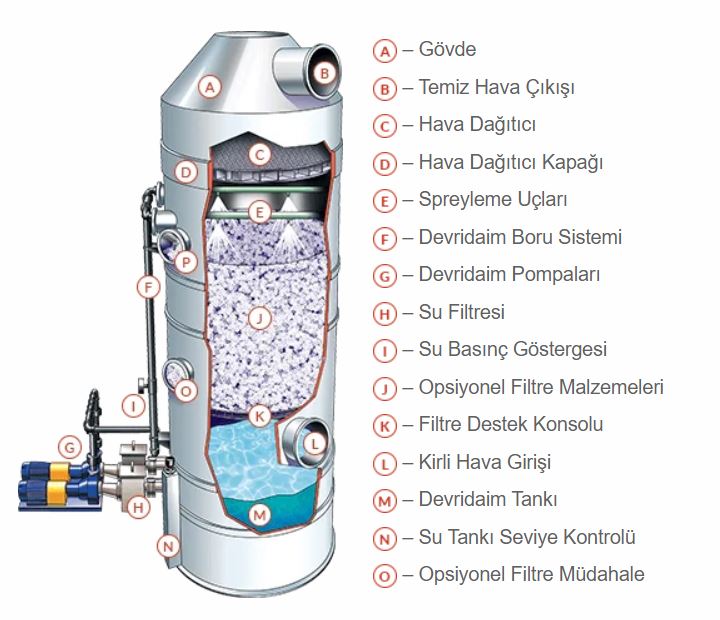 A – Gövde
B – Temiz Hava Çıkışı
C – Hava Dağıtıcı
D – Hava Dağıtıcı Kapağı
E – Spreyleme Uçları
F – Devridaim Boru Sistemi
G – Devridaim Pompaları
H – Su Filtresi
I – Su Basınç Göstergesi
J – Opsiyonel Filtre Malzemeleri
K – Filtre Destek Konsolu
L – Kirli Hava Girişi
M – Devridaim Tankı
N – Su Tankı Seviye Kontrolü
O – Opsiyonel Filtre Müdahale
B
A
C
D
E
P
F
J
O
I
K
G
L
H
M
N